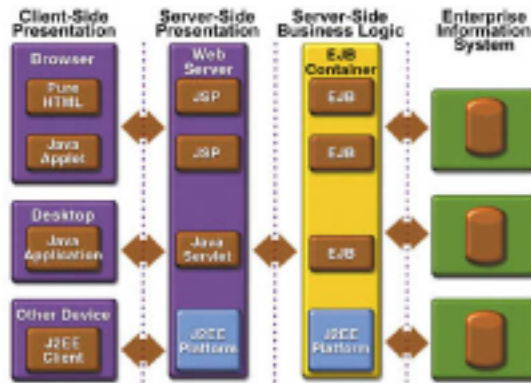 Client-Side
Presentation
Server-Side
Presentation
Server-Side
Business Logic
Enterprise
Information
System
Browser
Pure
HTML
Java
Applet
Desktop
Java
Application
Other Device
J2EE
Client
Web
Server
JSP
JSP
Java
Servlet
J2EE
Platform
EJB
Container
EJB
EJB
EJB
J2EE
Platform